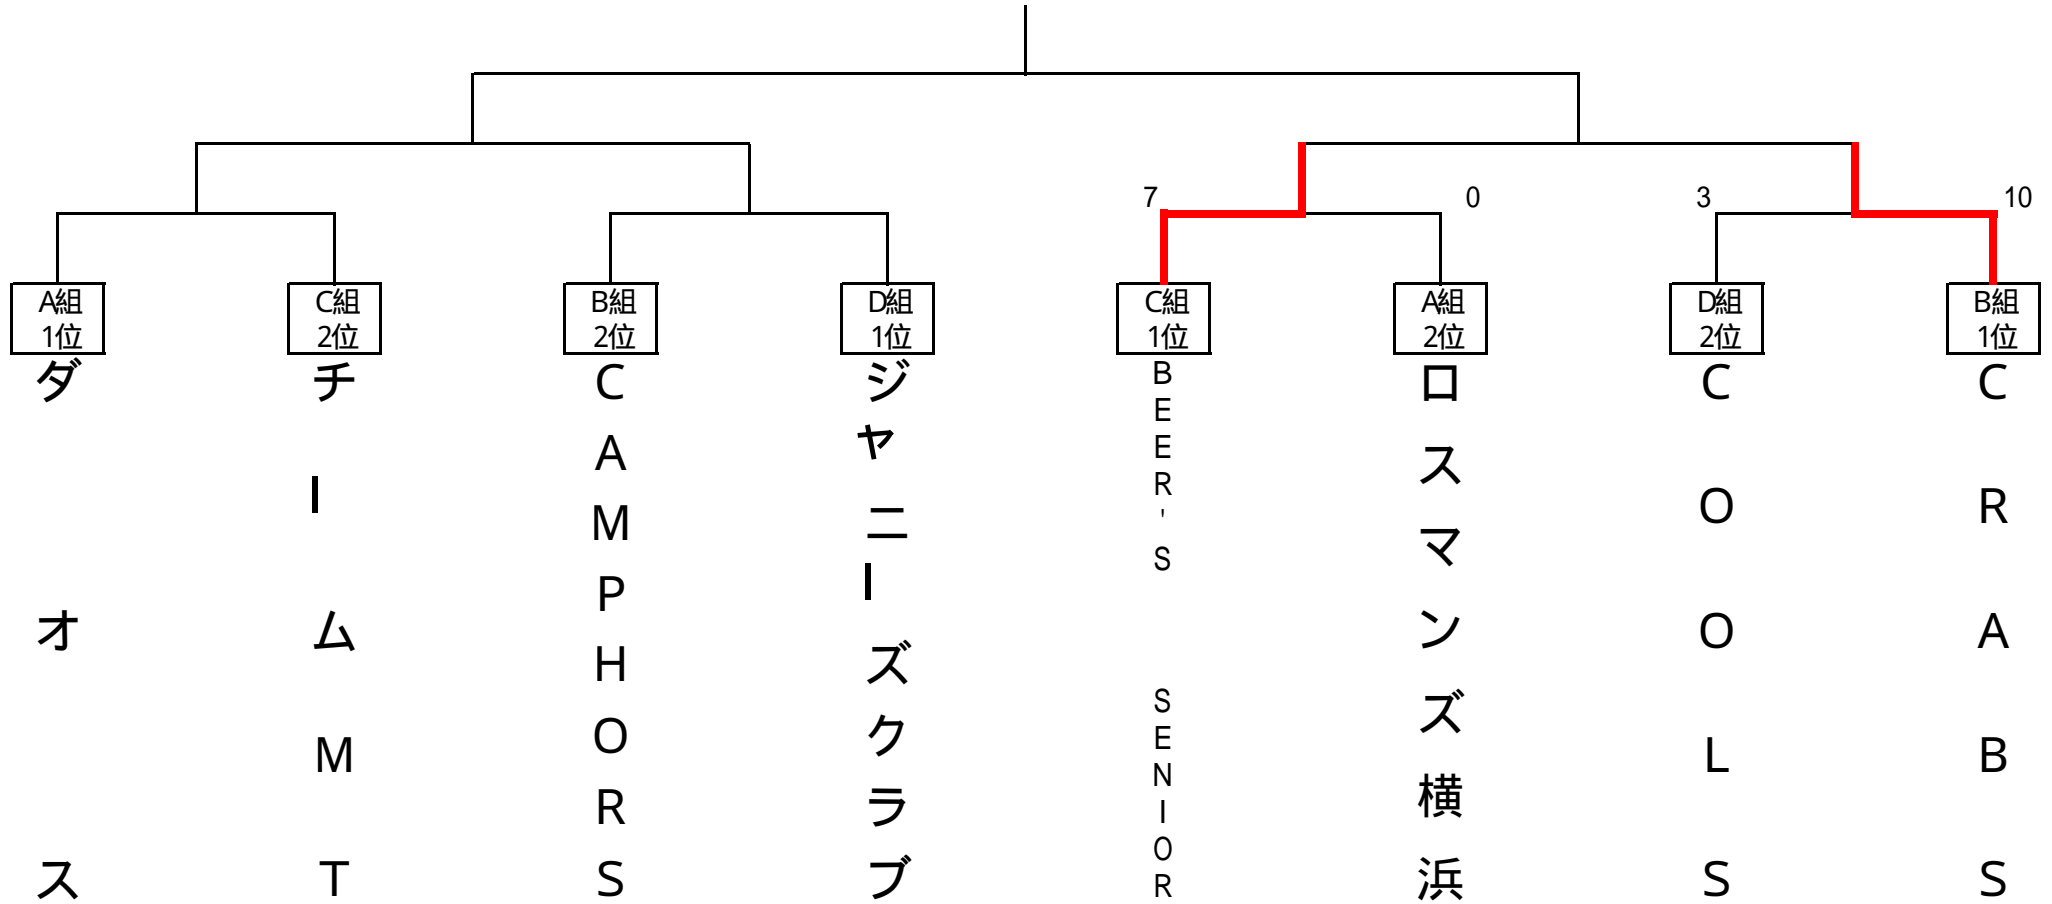 7 0 3 10
A組
1位
ダオス
C組
2位
チームMT
B組
2位
CAMPHORS
D組
1位
ジャニーズクラブ
C組
1位
BEER'S SENIOR
A組
2位
ロスマンズ横浜
D組
2位
COOLS
B組
1位
CRABS